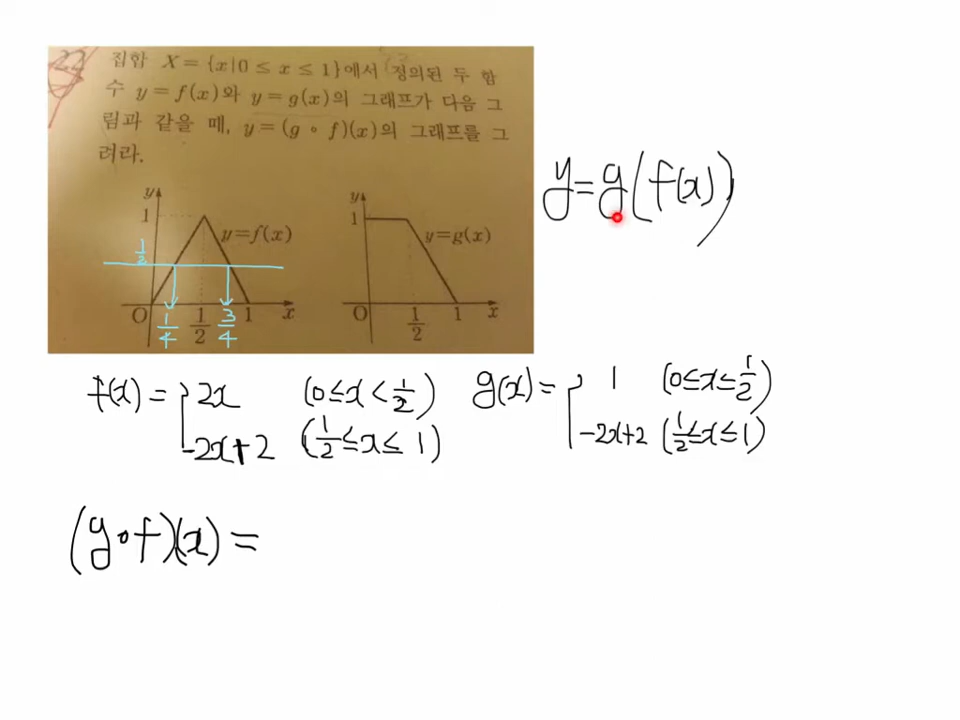 22 집합 X = {x|0 ≤ x ≤ 1}에서 정의된 두 함
수 y = f(x)와 y = g(x)의 그래프가 다음 그
림과 같을 때, y = (g ∘ f)(x)의 그래프를 그
려라.
y = g(f(x))
y 1 1/2 y=f(x) O 1/4 1/2 3/4 1 x
y 1 y=g(x) O 1/2 1 x
f(x) = { 2x (0≤x<1/2)
-2x+2 (1/2≤x≤1)
g(x) = { 1 (0≤x≤1/2)
-2x+2 (1/2≤x≤1)
(g∘f)(x) =